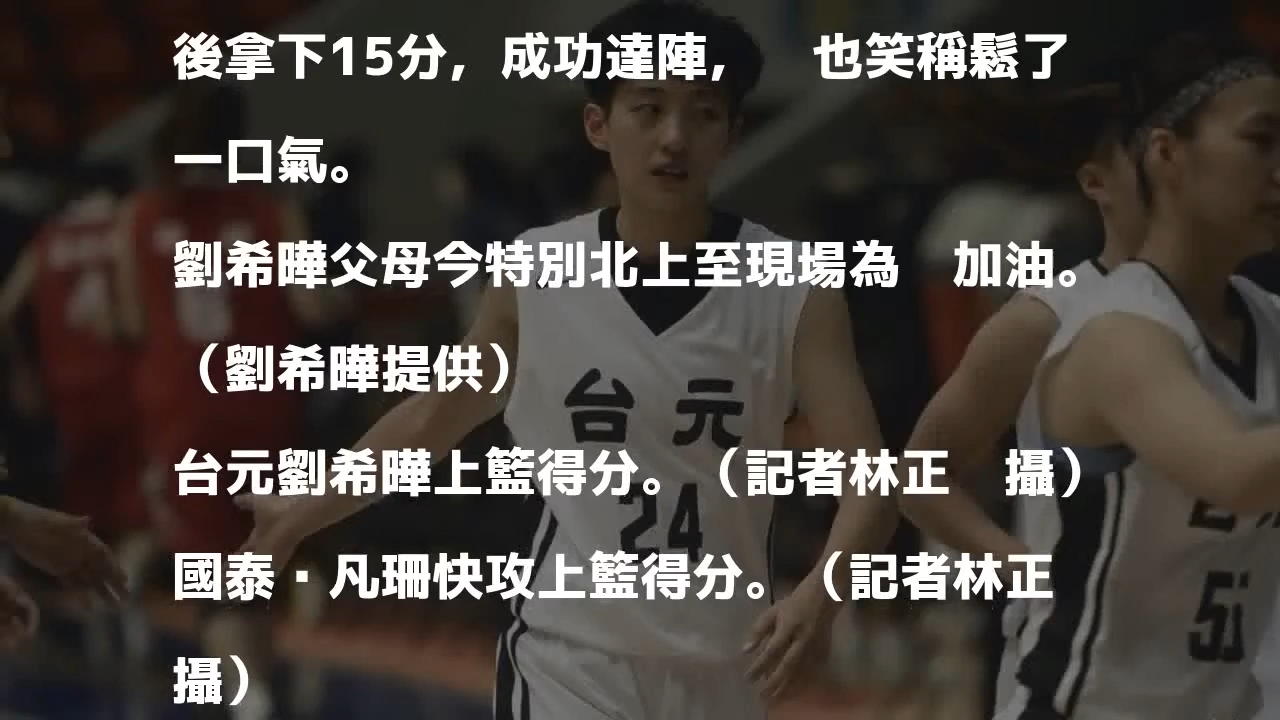 後拿下15分，成功達陣，　也笑稱鬆了
一口氣。
劉希曄父母今特別北上至現場為　加油。
（劉希曄提供）
台元劉希曄上籃得分。（記者林正　攝）
國泰·凡珊快攻上籃得分。（記者林正
攝）
台元
24
51